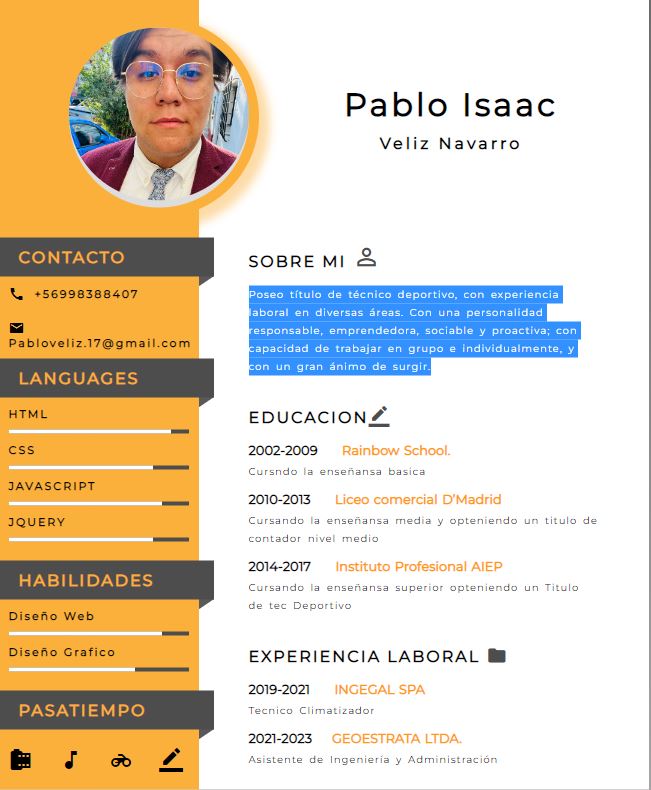 Pablo Isaac
Veliz Navarro
CONTACTO
+56998388407
Pabloveliz.17@gmail.com
LANGUAGES
HTML
CSS
JAVASCRIPT
JQUERY
HABILIDADES
Diseño Web
Diseño Grafico
PASATIEMPO
SOBRE MI
Poseo título de técnico deportivo, con experiencia
laboral en diversas áreas. Con una personalidad
responsable, emprendedora, sociable y proactiva; con
capacidad de trabajar en grupo e individualmente, y
con un gran ánimo de surgir.
EDUCACION
2002-2009 Rainbow School.
Cursndo la enseñansa basica
2010-2013 Liceo comercial D’Madrid
Cursando la enseñansa media y opteniendo un titulo de
contador nivel medio
2014-2017 Instituto Profesional AIEP
Cursando la enseñansa superior opteniendo un Titulo
de tec Deportivo
EXPERIENCIA LABORAL
2019-2021 INGEGAL SPA
Tecnico Climatizador
2021-2023 GEOESTRATA LTDA.
Asistente de Ingeniería y Administración